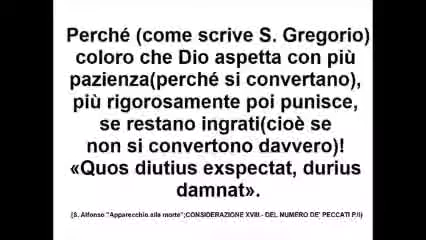 Perché (come scrive S. Gregorio)
coloro che Dio aspetta con più
pazienza(perché si convertano),
più rigorosamente poi punisce,
se restano ingrati(cioè se
non si convertono davvero)!
«Quos diutius exspectat, durius
damnat».
(S. Alfonso "Apparecchio alla morte";CONSIDERAZIONE XVIII.- DEL NUMERO DE' PECCATI P.II)